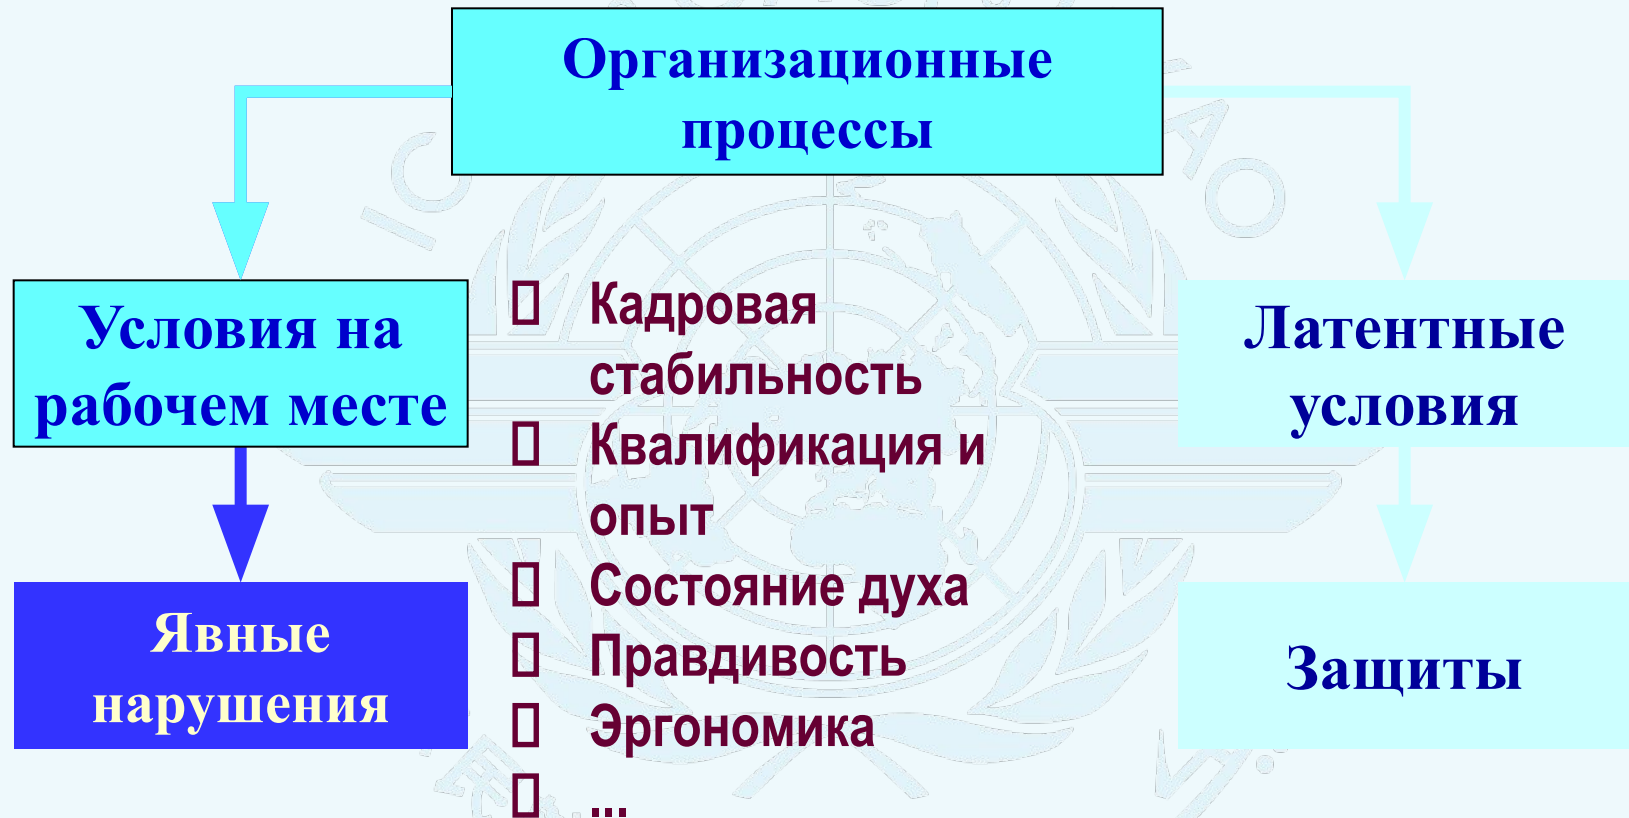 Организационные
процессы
Условия на
рабочем месте
Явные
нарушения
Кадровая
стабильность
Квалификация и
опыт
Состояние духа
Правдивость
Эргономика
...
Латентные
условия
Защиты